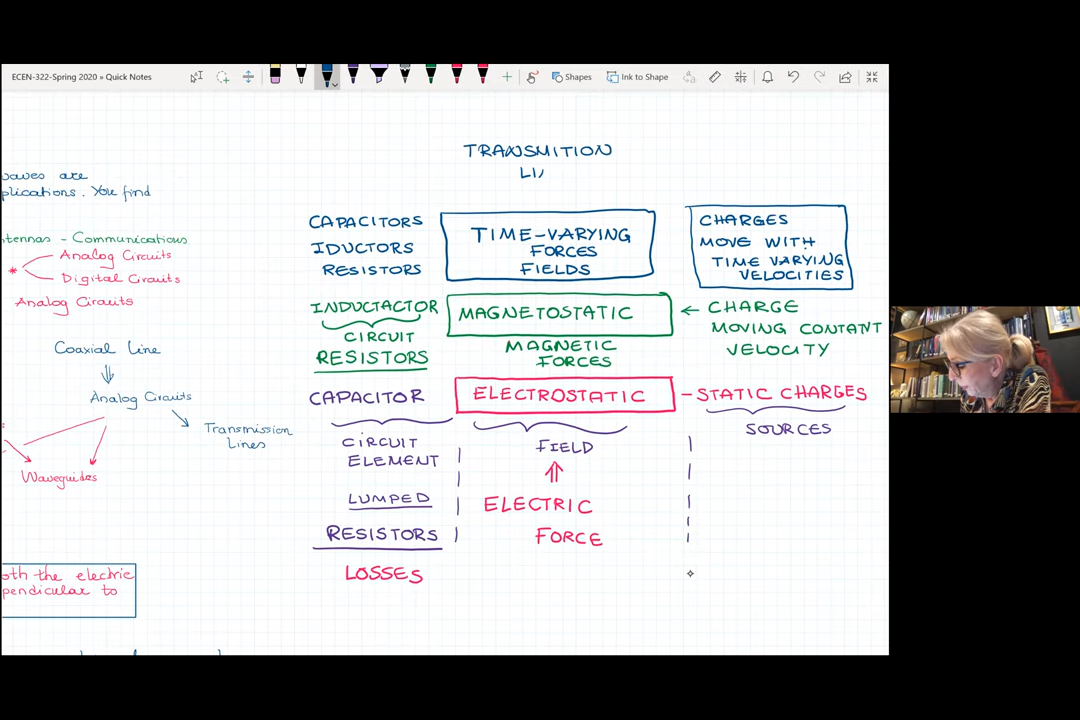 ECEN-322-Spring 2020 » Quick Notes
Shapes
Ink to Shape
waves are
plications. You find
tennas - Communications
* Analog Circuits
Digital Circuits
Analog Circuits
Coaxial Line
Analog Circuits
Transmission
Lines
Waveguides
oth the electric
pendicular to
TRANSMITION
LI
CAPACITORS
IDUCTORS
RESISTORS
TIME-VARYING
FORCES
FIELDS
CHARGES
MOVE WITH
TIME VARYING
VELOCITIES
INDUCTACTOR
CIRCUIT
RESISTORS
MAGNETOSTATIC
MAGNETIC
FORCES
← CHARGE
MOVING CONTANT
VELOCITY
CAPACITOR
ELECTROSTATIC
- STATIC CHARGES
CIRCUIT
ELEMENT
FIELD
SOURCES
LUMPED
ELECTRIC
RESISTORS
FORCE
LOSSES